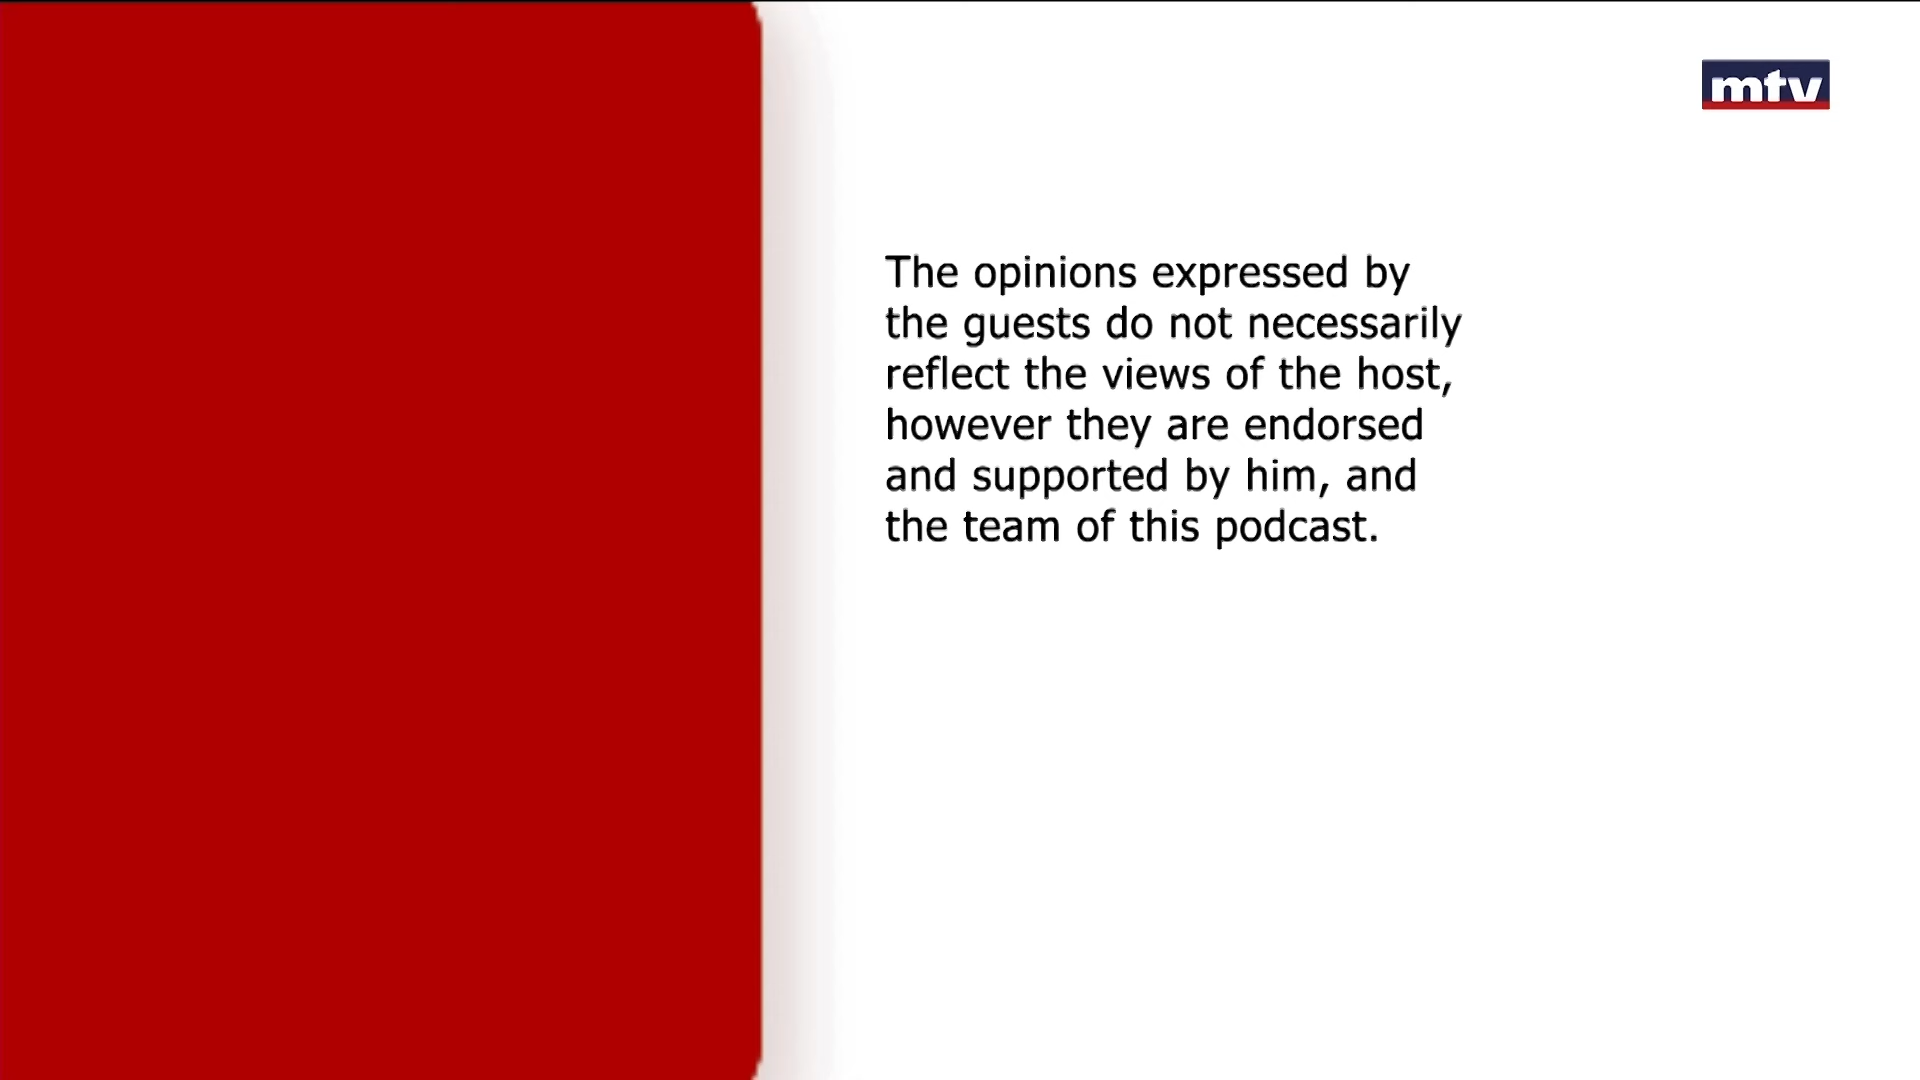 mtv
The opinions expressed by
the guests do not necessarily
reflect the views of the host,
however they are endorsed
and supported by him, and
the team of this podcast.